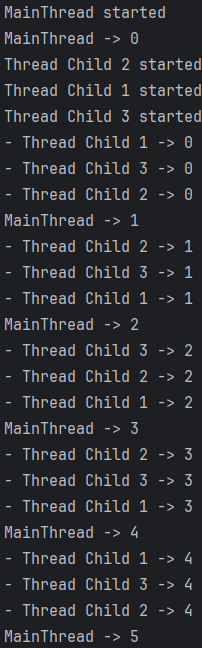 MainThread started
MainThread -> 0
Thread Child 2 started
Thread Child 1 started
Thread Child 3 started
- Thread Child 1 -> 0
- Thread Child 3 -> 0
- Thread Child 2 -> 0
MainThread -> 1
- Thread Child 2 -> 1
- Thread Child 3 -> 1
- Thread Child 1 -> 1
MainThread -> 2
- Thread Child 3 -> 2
- Thread Child 2 -> 2
- Thread Child 1 -> 2
MainThread -> 3
- Thread Child 2 -> 3
- Thread Child 3 -> 3
- Thread Child 1 -> 3
MainThread -> 4
- Thread Child 1 -> 4
- Thread Child 3 -> 4
- Thread Child 2 -> 4
MainThread -> 5